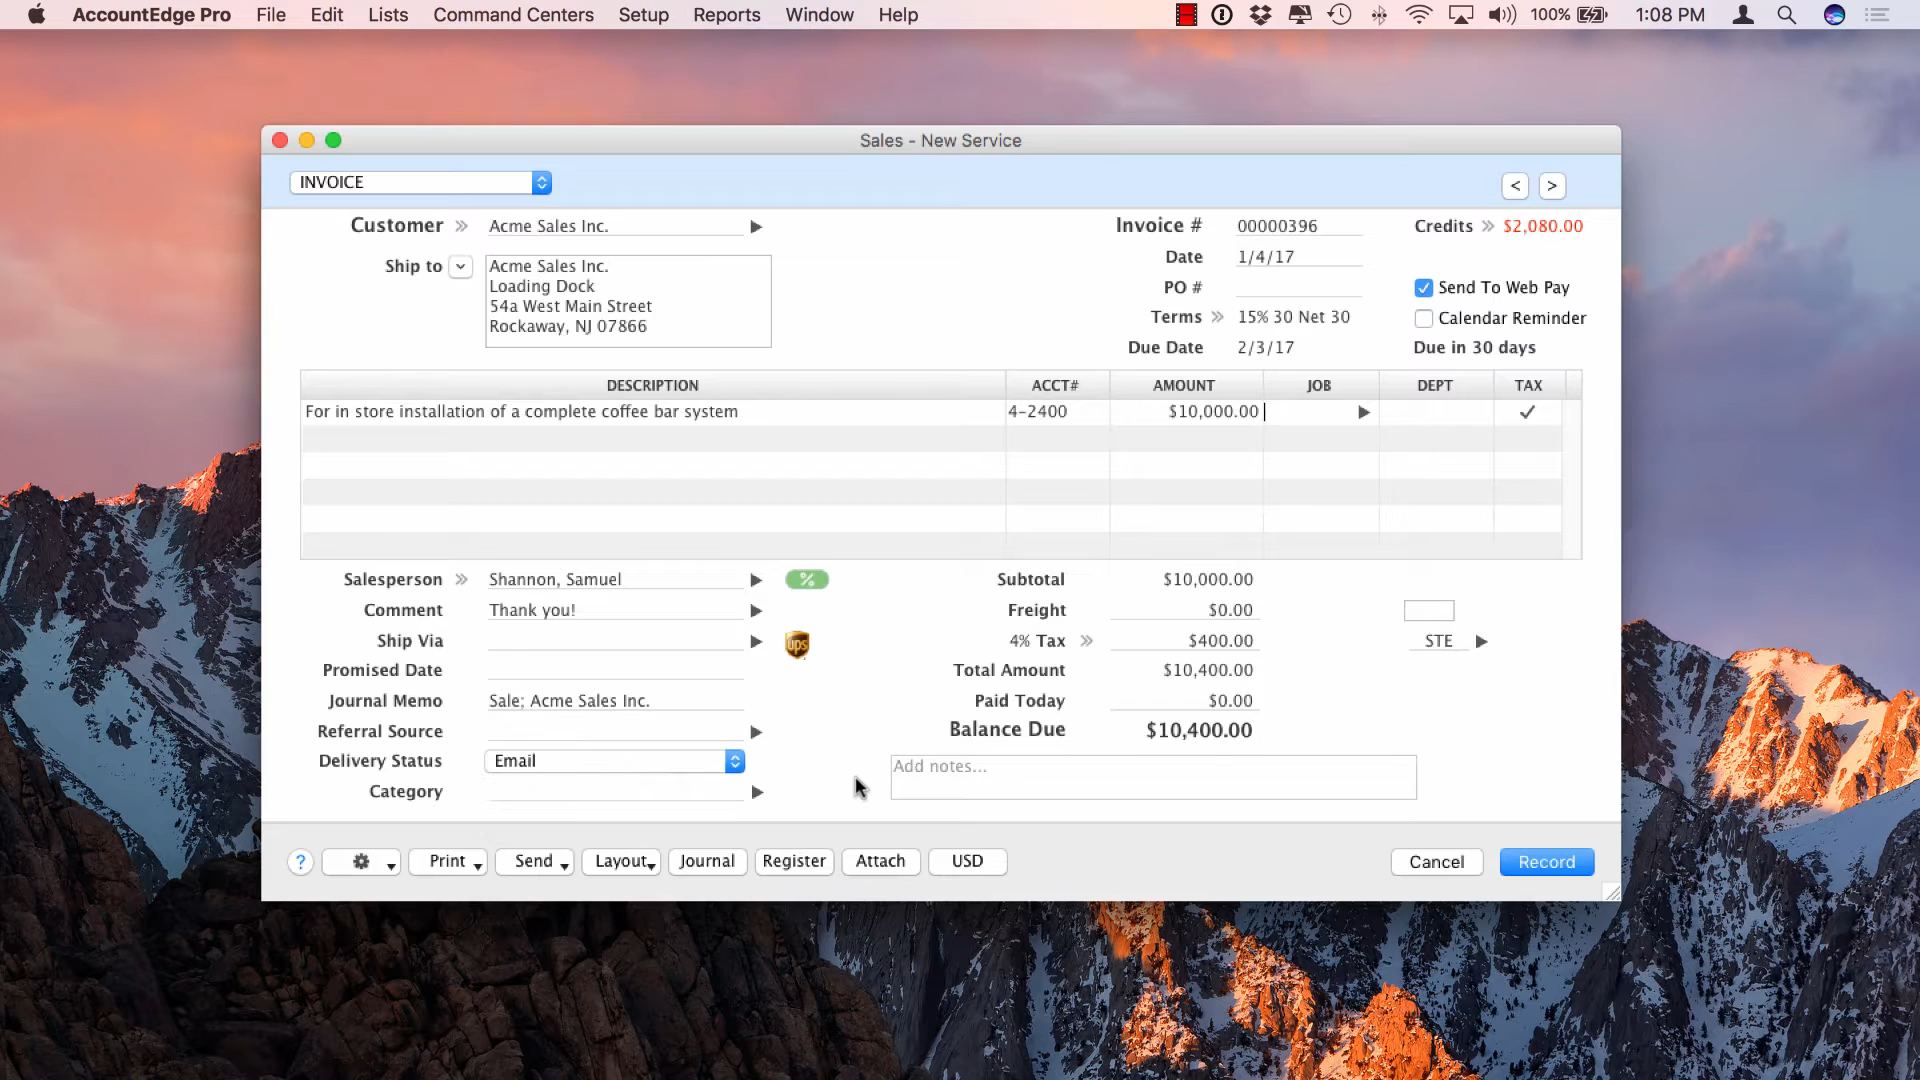 AccountEdge Pro File Edit Lists Command Centers Setup Reports Window Help 100% 1:08 PM
Sales - New Service
INVOICE < >
Customer » Acme Sales Inc. Invoice # 00000396 Credits » $2,080.00
Date 1/4/17
Ship to Acme Sales Inc.
Loading Dock
54a West Main Street
Rockaway, NJ 07866
PO # Send To Web Pay
Terms » 15% 30 Net 30 Calendar Reminder
Due Date 2/3/17 Due in 30 days
DESCRIPTION ACCT# AMOUNT JOB DEPT TAX
For in store installation of a complete coffee bar system 4-2400 $10,000.00
Salesperson » Shannon, Samuel % Subtotal $10,000.00
Comment Thank you! Freight $0.00
Ship Via ups 4% Tax » $400.00 STE
Promised Date Total Amount $10,400.00
Journal Memo Sale; Acme Sales Inc. Paid Today $0.00
Referral Source Balance Due $10,400.00
Delivery Status Email Add notes...
Category
? Print Send Layout Journal Register Attach USD Cancel Record